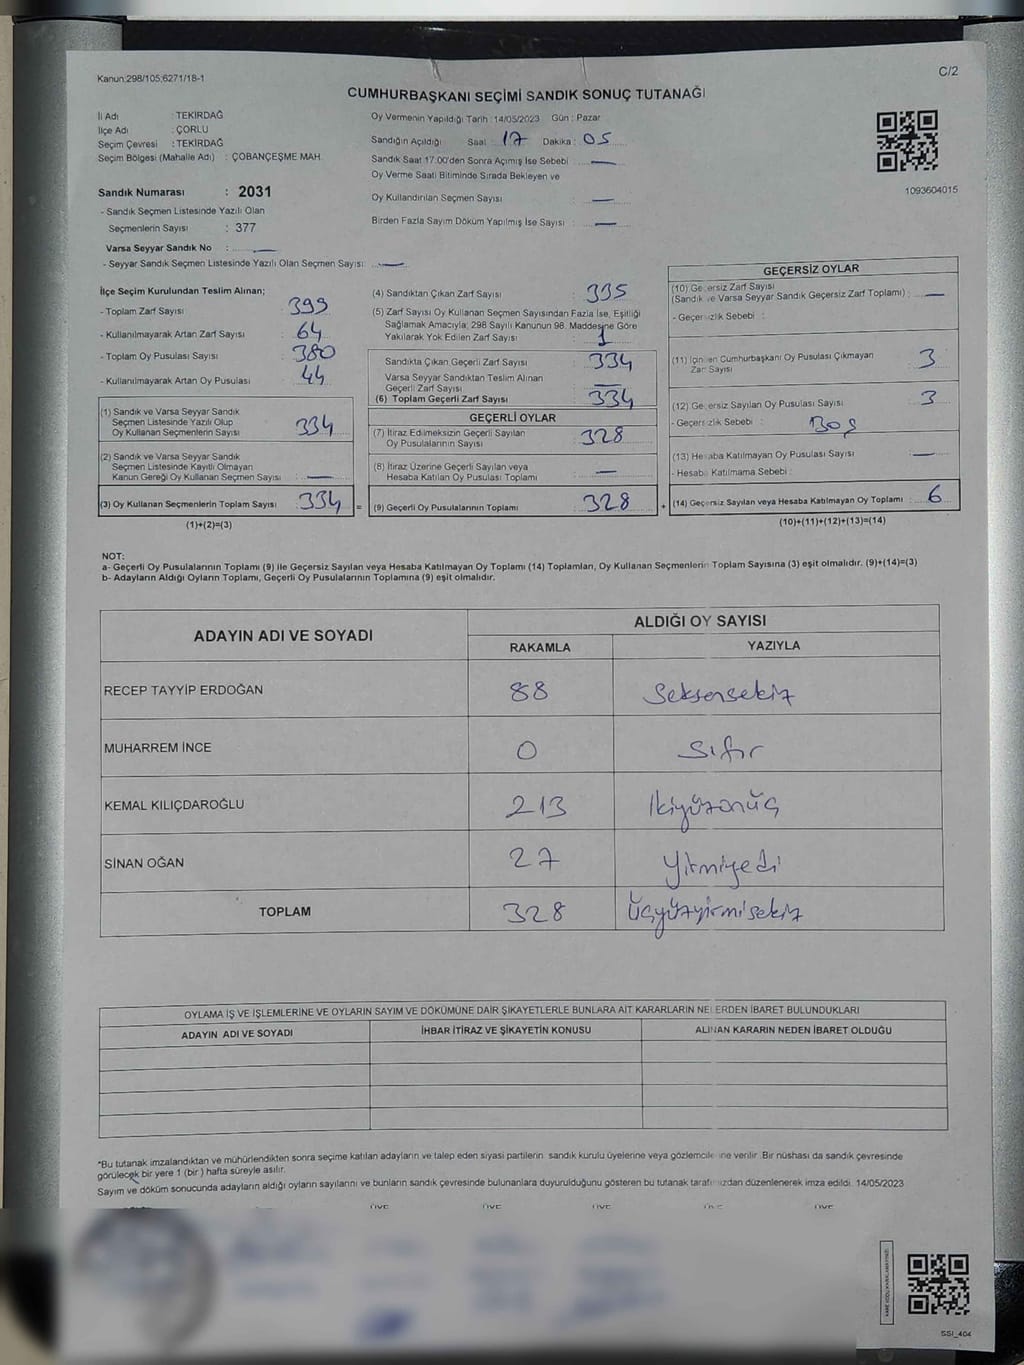 Kanun:298/105;6271/18-1
C/2
CUMHURBAŞKANI SEÇİMİ SANDIK SONUÇ TUTANAĞI
İl Adı : TEKİRDAĞ
İlçe Adı : ÇORLU
Seçim Çevresi : TEKİRDAĞ
Seçim Bölgesi (Mahalle Adı) : ÇOBANÇEŞME MAH.
Oy Vermenin Yapıldığı Tarih :14/05/2023 Gün : Pazar
Sandığın Açıldığı Saat : 17 Dakika : 05
Sandık Saat 17.00'den Sonra Açımış İse Sebebi : —
Oy Verme Saati Bitiminde Sırada Bekleyen ve
Oy Kullandırılan Seçmen Sayısı : —
Birden Fazla Sayım Döküm Yapılmış İse Sayısı : —
1093604015
Sandık Numarası : 2031
- Sandık Seçmen Listesinde Yazılı Olan
Seçmenlerin Sayısı : 377
Varsa Seyyar Sandık No : —
- Seyyar Sandık Seçmen Listesinde Yazılı Olan Seçmen Sayısı: —
İlçe Seçim Kurulundan Teslim Alınan;
- Toplam Zarf Sayısı : 399
- Kullanılmayarak Artan Zarf Sayısı : 64
- Toplam Oy Pusulası Sayısı : 380
- Kullanılmayarak Artan Oy Pusulası : 44
(1) Sandık ve Varsa Seyyar Sandık
Seçmen Listesinde Yazılı Olup
Oy Kullanan Seçmenlerin Sayısı : 334
(2) Sandık ve Varsa Seyyar Sandık
Seçmen Listesinde Kayıtlı Olmayan
Kanun Gereği Oy Kullanan Seçmen Sayısı : —
(3) Oy Kullanan Seçmenlerin Toplam Sayısı : 334 =
(1)+(2)=(3)
(4) Sandıktan Çıkan Zarf Sayısı : 335
(5) Zarf Sayısı Oy Kullanan Seçmen Sayısından Fazla İse, Eşitliği
Sağlamak Amacıyla; 298 Sayılı Kanunun 98. Maddesine Göre
Yakılarak Yok Edilen Zarf Sayısı : 1
Sandıkta Çıkan Geçerli Zarf Sayısı : 334
Varsa Seyyar Sandıktan Teslim Alınan
Geçerli Zarf Sayısı : —
(6) Toplam Geçerli Zarf Sayısı : 334
GEÇERLİ OYLAR
(7) İtiraz Edilmeksizin Geçerli Sayılan
Oy Pusulalarının Sayısı : 328
(8) İtiraz Üzerine Geçerli Sayılan veya
Hesaba Katılan Oy Pusulası Toplamı : —
(9) Geçerli Oy Pusulalarının Toplamı : 328 +
GEÇERSİZ OYLAR
(10) Geçersiz Zarf Sayısı
(Sandık ve Varsa Seyyar Sandık Geçersiz Zarf Toplamı) : —
- Geçersizlik Sebebi :
(11) İçinden Cumhurbaşkanı Oy Pusulası Çıkmayan
Zarf Sayısı : 3
(12) Geçersiz Sayılan Oy Pusulası Sayısı : 3
- Geçersizlik Sebebi : Boş
(13) Hesaba Katılmayan Oy Pusulası Sayısı : —
- Hesaba Katılmama Sebebi :
(14) Geçersiz Sayılan veya Hesaba Katılmayan Oy Toplamı : 6
(10)+(11)+(12)+(13)=(14)
NOT:
a- Geçerli Oy Pusulalarının Toplamı (9) ile Geçersiz Sayılan veya Hesaba Katılmayan Oy Toplamı (14) Toplamları, Oy Kullanan Seçmenlerin Toplam Sayısına (3) eşit olmalıdır. (9)+(14)=(3)
b- Adayların Aldığı Oyların Toplamı, Geçerli Oy Pusulalarının Toplamına (9) eşit olmalıdır.
ADAYIN ADI VE SOYADI ALDIĞI OY SAYISI
RAKAMLA YAZIYLA
RECEP TAYYİP ERDOĞAN 88 Seksensekiz
MUHARREM İNCE 0 Sıfır
KEMAL KILIÇDAROĞLU 213 İkiyüzonüç
SİNAN OĞAN 27 Yirmiyedi
TOPLAM 328 Üçyüzyirmisekiz
OYLAMA İŞ VE İŞLEMLERİNE VE OYLARIN SAYIM VE DÖKÜMÜNE DAİR ŞİKAYETLERLE BUNLARA AİT KARARLARIN NELERDEN İBARET BULUNDUKLARI
ADAYIN ADI VE SOYADI İHBAR İTİRAZ VE ŞİKAYETİN KONUSU ALINAN KARARIN NEDEN İBARET OLDUĞU
*Bu tutanak imzalandıktan ve mühürlendikten sonra seçime katılan adayların ve talep eden siyasi partilerin sandık kurulu üyelerine veya gözlemcilerine verilir. Bir nüshası da sandık çevresinde
görülecek bir yere 1 (bir) hafta süreyle asılır.
Sayım ve döküm sonucunda adayların aldığı oyların sayılarını ve bunların sandık çevresinde bulunanlara duyurulduğunu gösteren bu tutanak tarafımızdan düzenlenerek imza edildi. 14/05/2023
ÜYE ÜYE ÜYE ÜYE ÜYE
SSI_404